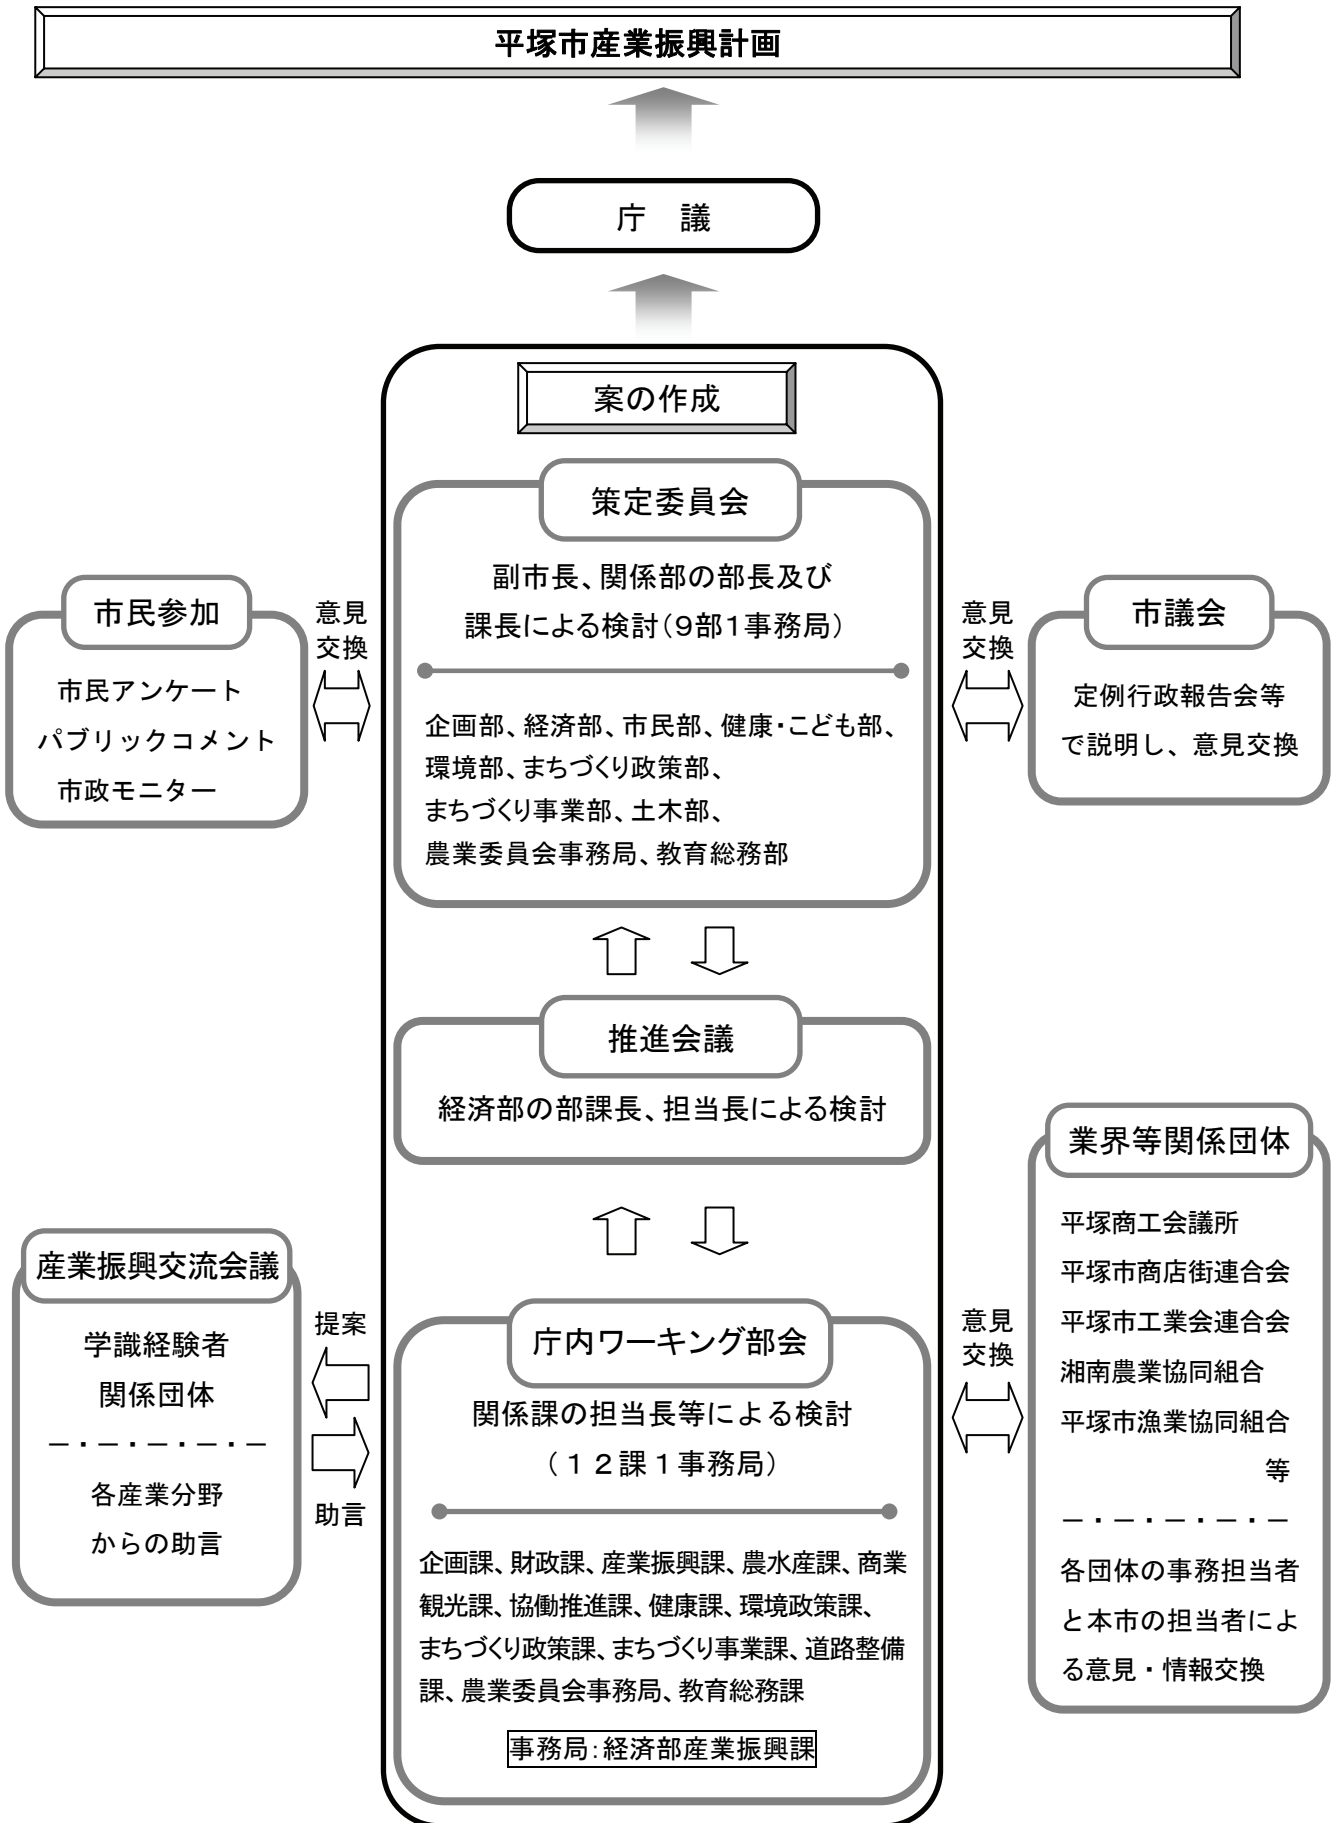 平塚市産業振興計画
庁　議
案の作成
策定委員会
副市長、関係部の部長及び
課長による検討（９部１事務局）
企画部、経済部、市民部、健康・こども部、
環境部、まちづくり政策部、
まちづくり事業部、土木部、
農業委員会事務局、教育総務部
市民参加
市民アンケート
パブリックコメント
市政モニター
意見
交換
意見
交換
市議会
定例行政報告会等
で説明し、意見交換
推進会議
経済部の部課長、担当長による検討
産業振興交流会議
学識経験者
関係団体
－・－・－・－・－
各産業分野
からの助言
提案
助言
庁内ワーキング部会
関係課の担当長等による検討
（１２課１事務局）
企画課、財政課、産業振興課、農水産課、商業
観光課、協働推進課、健康課、環境政策課、
まちづくり政策課、まちづくり事業課、道路整備
課、農業委員会事務局、教育総務課
事務局：経済部産業振興課
意見
交換
業界等関係団体
平塚商工会議所
平塚市商店街連合会
平塚市工業会連合会
湘南農業協同組合
平塚市漁業協同組合
等
－・－・－・－・－
各団体の事務担当者
と本市の担当者によ
る意見・情報交換